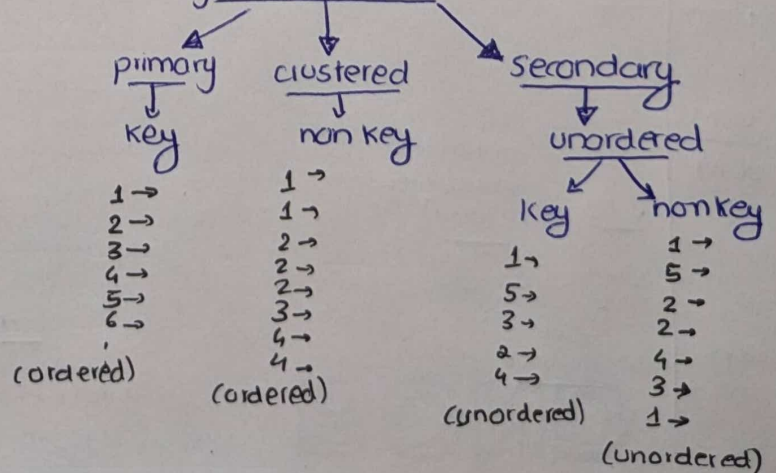 primary
clustered
secondary
key
non key
unordered
key
nonkey
1 →
2 →
3 →
4 →
5 →
6 →
(ordered)
1 →
1 →
2 →
2 →
2 →
3 →
4 →
4 →
(ordered)
1 →
5 →
3 →
2 →
4 →
(unordered)
1 →
5 →
2 →
2 →
4 →
3 →
1 →
(unordered)